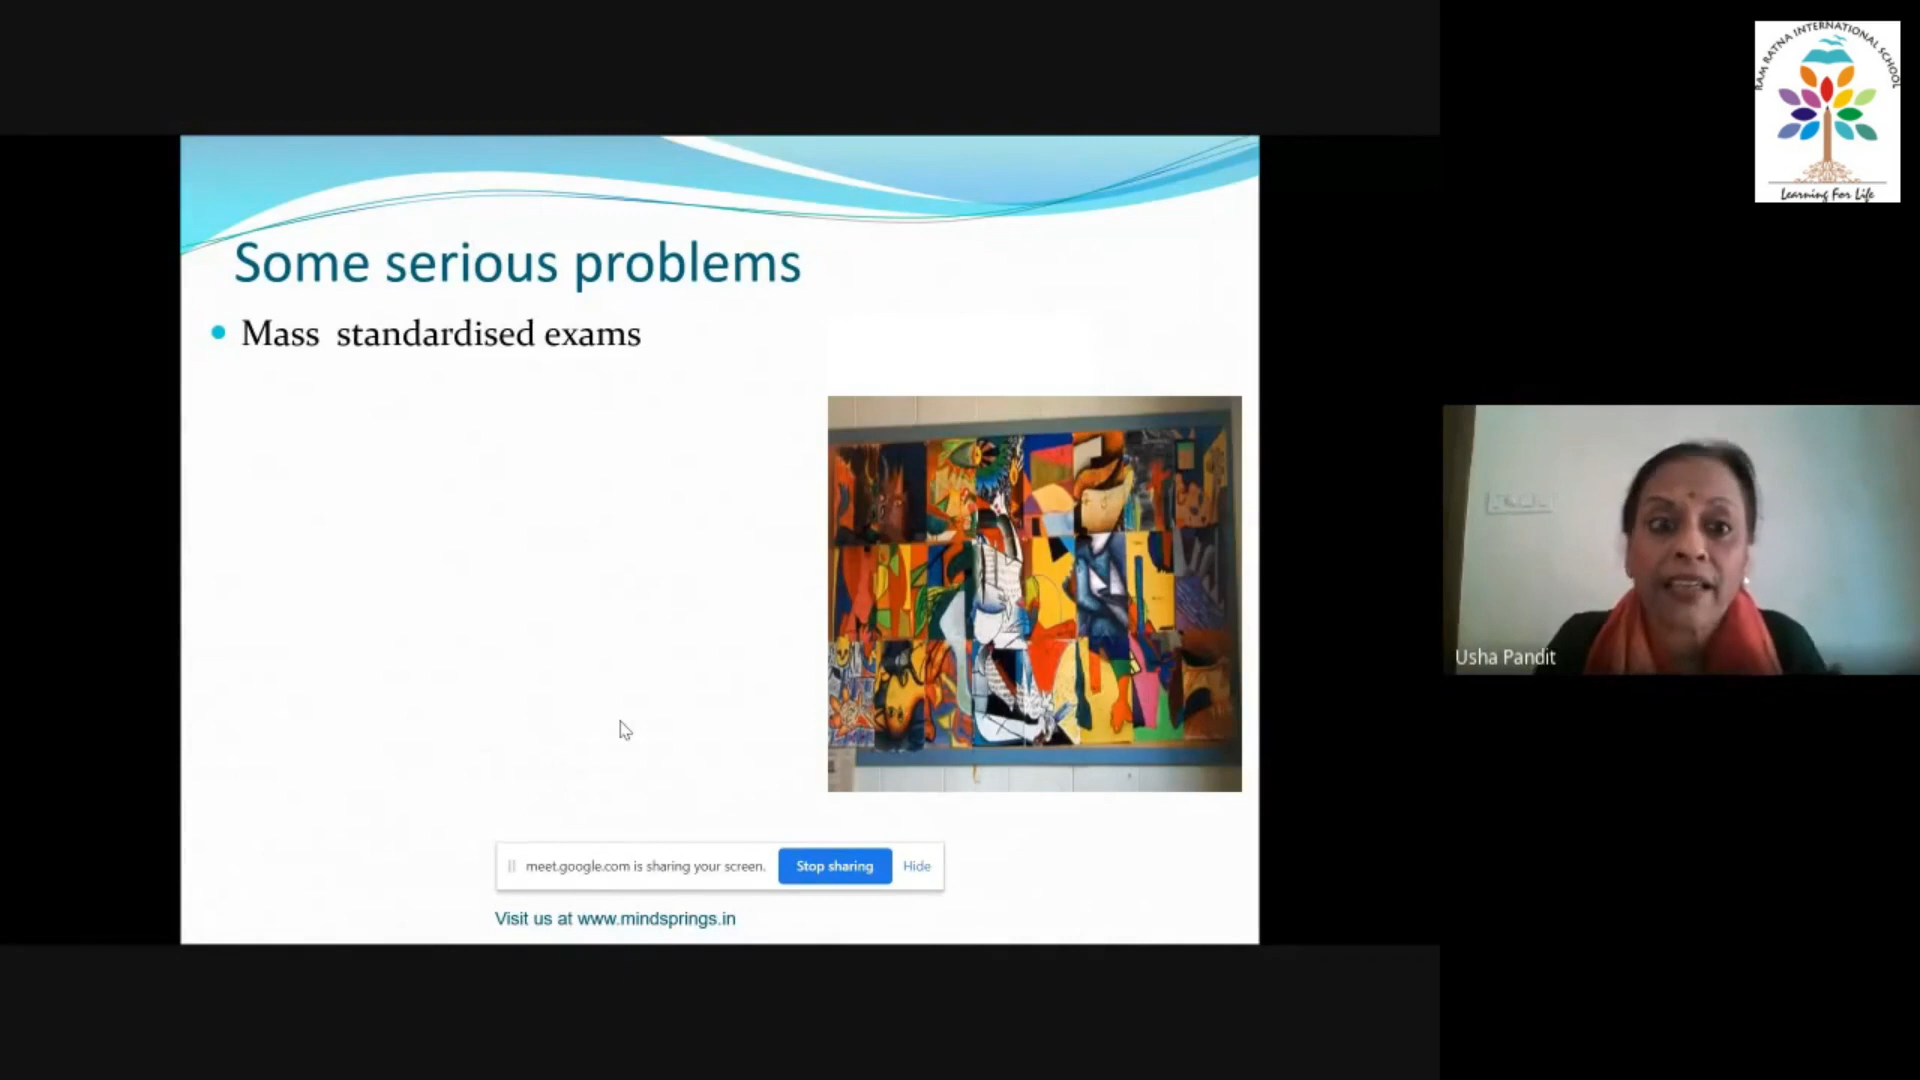 RAM RATNA INTERNATIONAL SCHOOL
Learning For Life
Some serious problems
• Mass standardised exams
Usha Pandit
meet.google.com is sharing your screen. Stop sharing Hide
Visit us at www.mindsprings.in